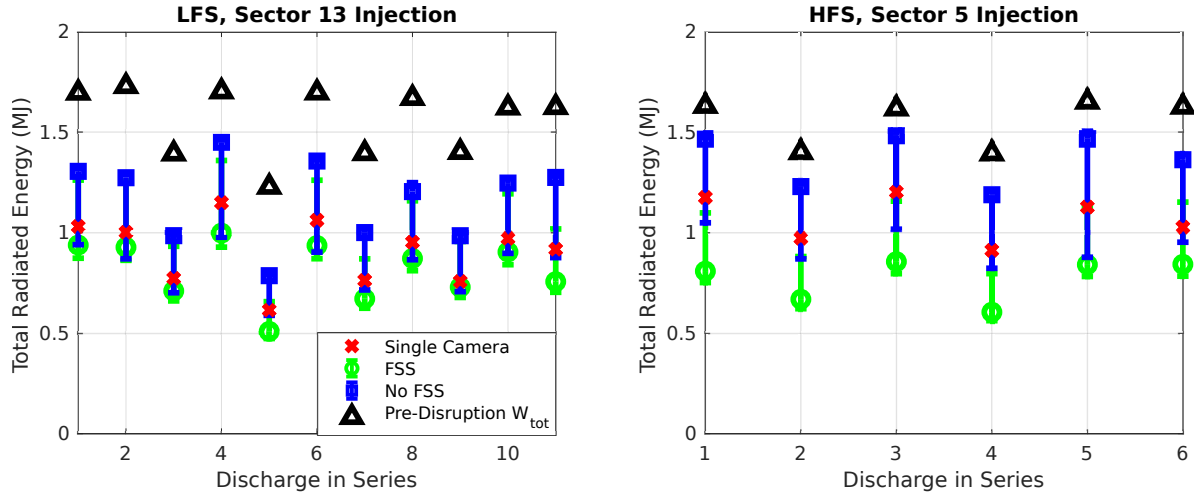 LFS, Sector 13 Injection
Total Radiated Energy (MJ)
2
1.5
1
0.5
0
2 4 6 8 10
Discharge in Series
Single Camera
FSS
No FSS
Pre-Disruption W_tot
HFS, Sector 5 Injection
Total Radiated Energy (MJ)
2
1.5
1
0.5
0
1 2 3 4 5 6
Discharge in Series